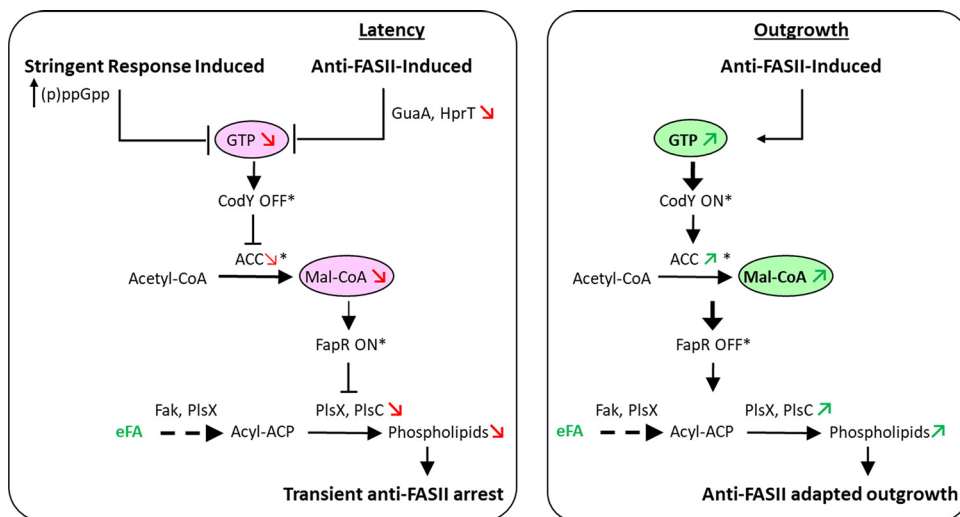 Latency
Stringent Response Induced
Anti-FASII-Induced
(p)ppGpp
GuaA, HprT
GTP
CodY OFF*
ACC *
Acetyl-CoA
Mal-CoA
FapR ON*
Fak, PlsX
PlsX, PlsC
eFA
Acyl-ACP
Phospholipids
Transient anti-FASII arrest
Outgrowth
Anti-FASII-Induced
GTP
CodY ON*
ACC *
Acetyl-CoA
Mal-CoA
FapR OFF*
Fak, PlsX
PlsX, PlsC
eFA
Acyl-ACP
Phospholipids
Anti-FASII adapted outgrowth